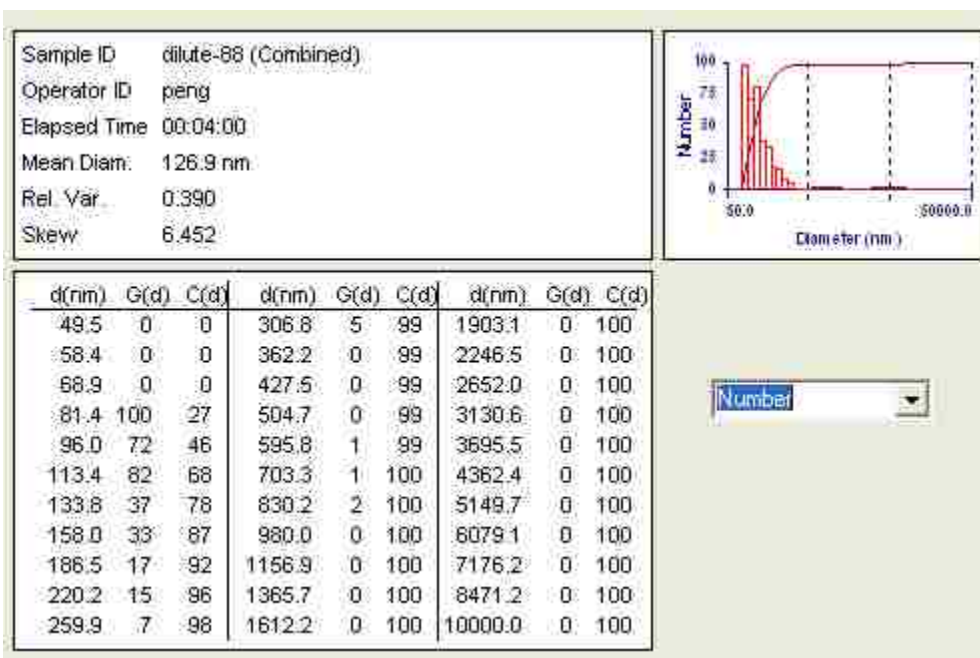 Sample ID dilute-88 (Combined)
Operator ID peng
Elapsed Time 00:04:00
Mean Diam. 126.9 nm
Rel. Var. 0.390
Skew 6.452
100
75
50
25
0
Number
50.0 50000.0
Diameter (nm)
d(nm) G(d) C(d) d(nm) G(d) C(d) d(nm) G(d) C(d)
49.5 0 0 306.8 5 99 1903.1 0 100
58.4 0 0 362.2 0 99 2246.5 0 100
68.9 0 0 427.5 0 99 2652.0 0 100
81.4 100 27 504.7 0 99 3130.6 0 100
96.0 72 46 595.8 1 99 3695.5 0 100
113.4 82 68 703.3 1 100 4362.4 0 100
133.8 37 78 830.2 2 100 5149.7 0 100
158.0 33 87 980.0 0 100 6079.1 0 100
186.5 17 92 1156.9 0 100 7176.2 0 100
220.2 15 96 1365.7 0 100 8471.2 0 100
259.9 7 98 1612.2 0 100 10000.0 0 100
Number